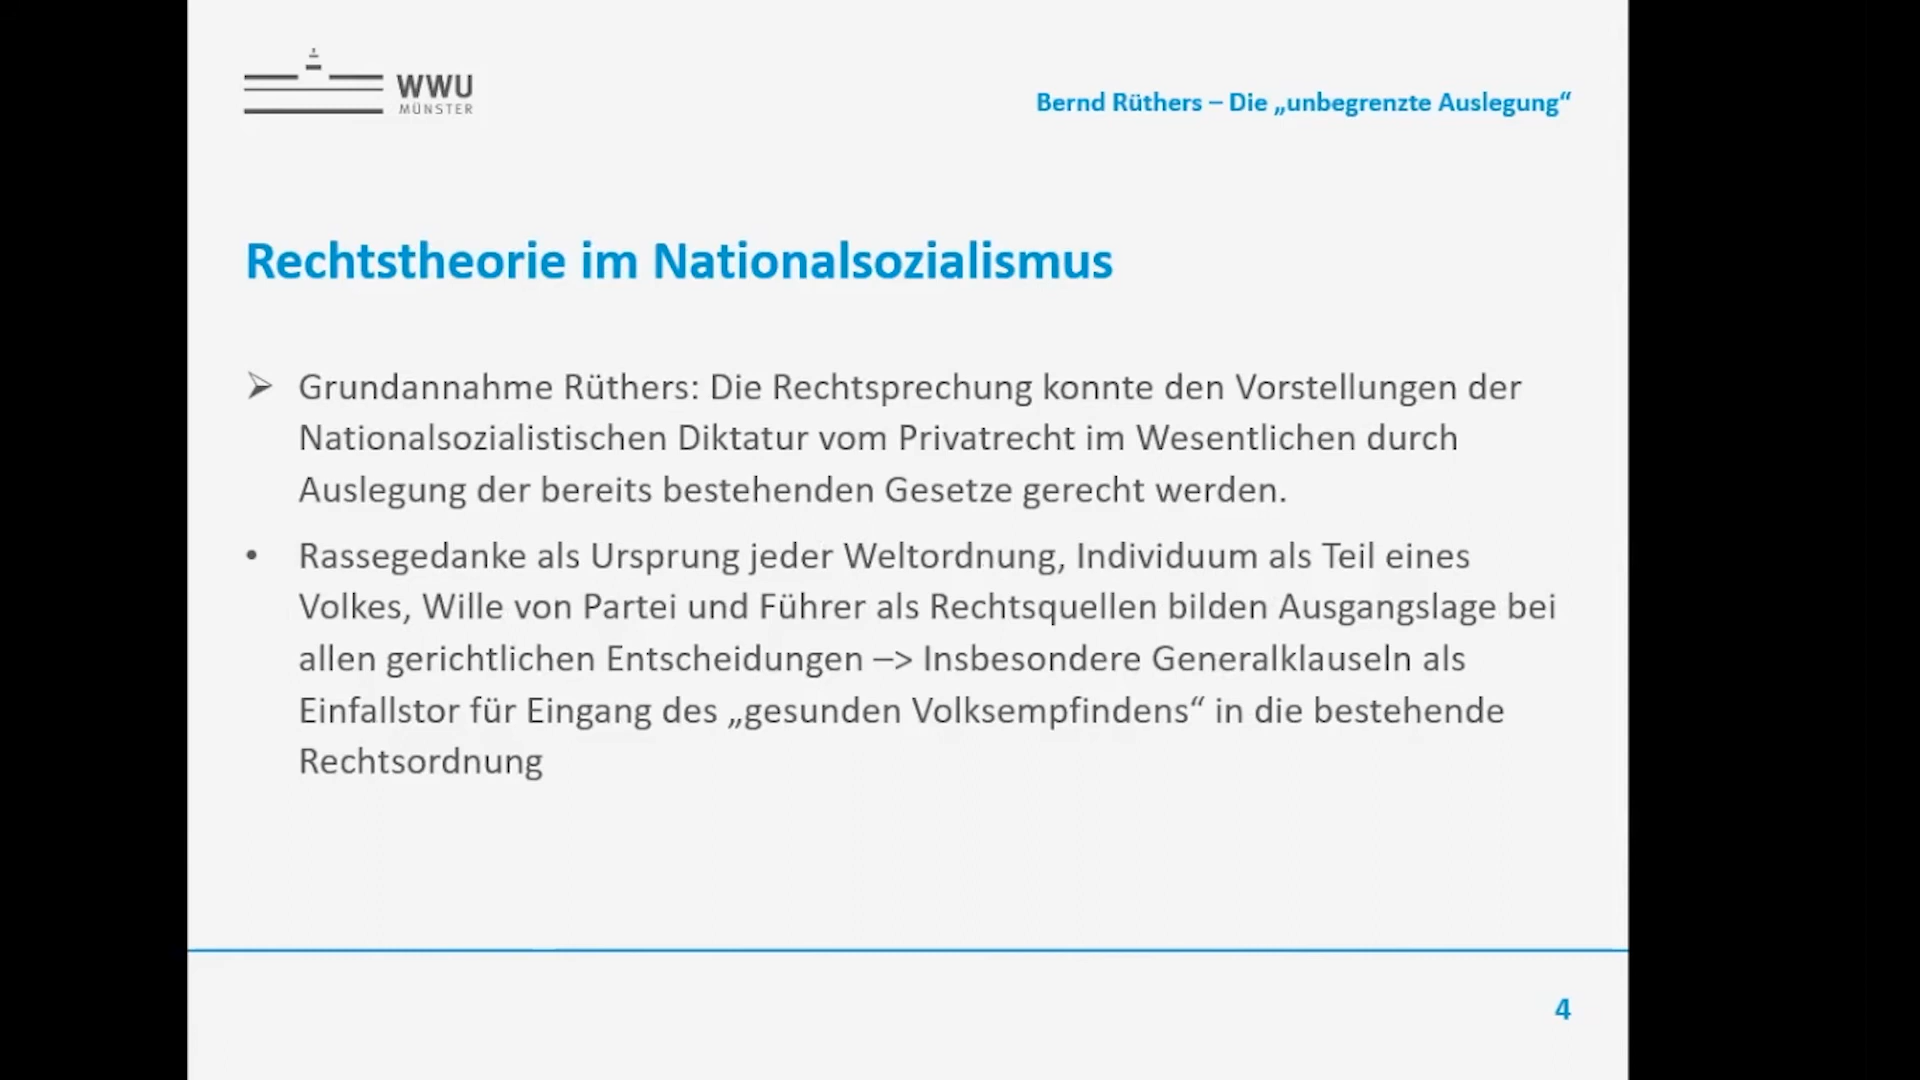 WWU
MÜNSTER
Bernd Rüthers – Die „unbegrenzte Auslegung“
Rechtstheorie im Nationalsozialismus
➢ Grundannahme Rüthers: Die Rechtsprechung konnte den Vorstellungen der
Nationalsozialistischen Diktatur vom Privatrecht im Wesentlichen durch
Auslegung der bereits bestehenden Gesetze gerecht werden.
• Rassegedanke als Ursprung jeder Weltordnung, Individuum als Teil eines
Volkes, Wille von Partei und Führer als Rechtsquellen bilden Ausgangslage bei
allen gerichtlichen Entscheidungen –> Insbesondere Generalklauseln als
Einfallstor für Eingang des „gesunden Volksempfindens“ in die bestehende
Rechtsordnung
4